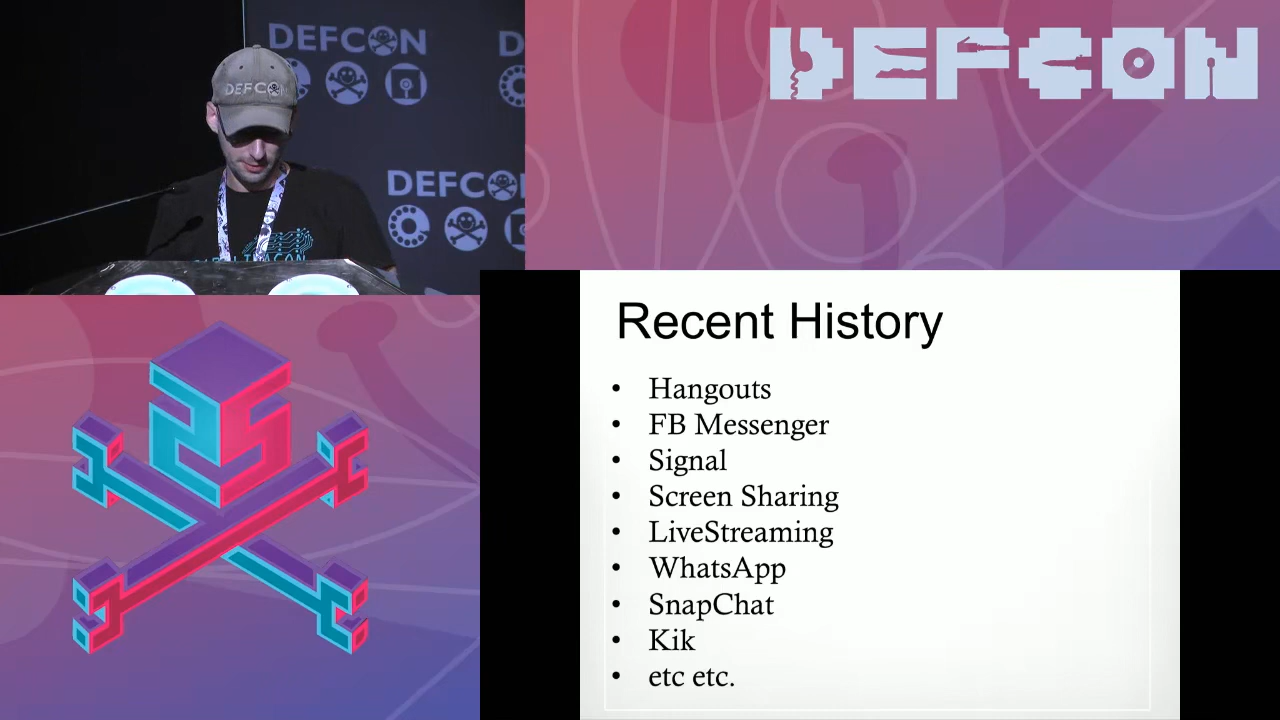 DEFCON
D
DEFCON
DEFCON
DEFCON
Recent History
• Hangouts
• FB Messenger
• Signal
• Screen Sharing
• LiveStreaming
• WhatsApp
• SnapChat
• Kik
• etc etc.